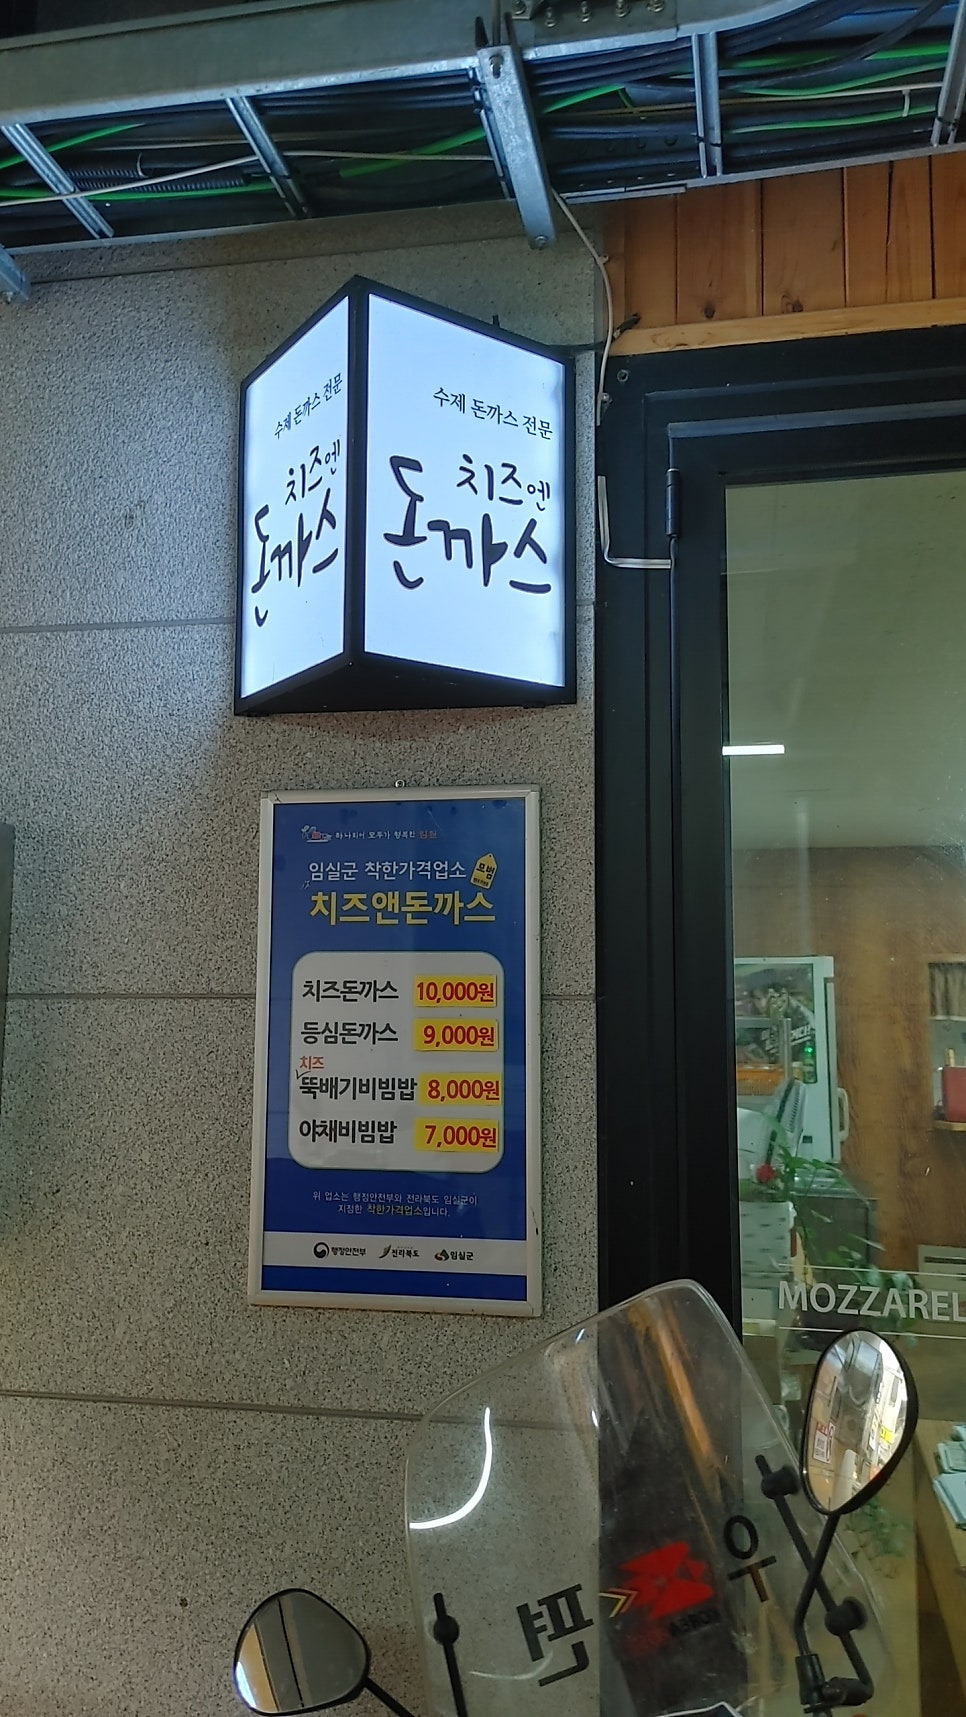 수제 돈까스 전문
치즈엔
돈까스
수제 돈까스 전문
치즈엔
돈까스
하나되어 모두가 행복한 임실
임실군 착한가격업소
모범
치즈앤돈까스
치즈돈까스 10,000원
등심돈까스 9,000원
치즈
뚝배기비빔밥 8,000원
야채비빔밥 7,000원
위 업소는 행정안전부와 전라북도 임실군이
지정한 착한가격업소입니다.
행정안전부 전라북도 임실군
MOZZAREL
우편
KOREA